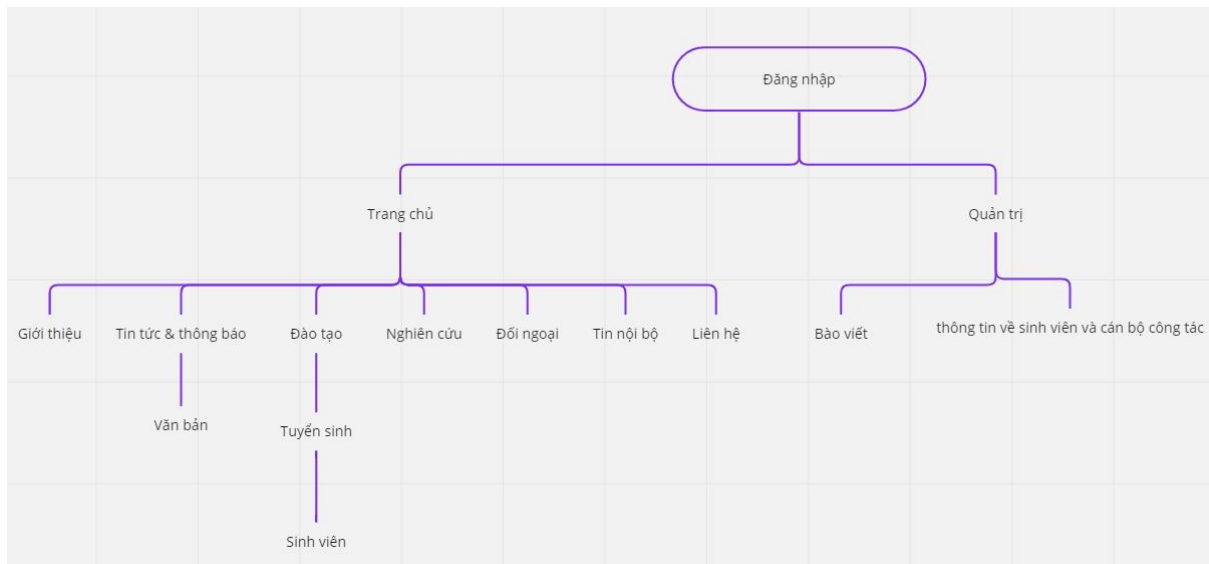 Đăng nhập
Trang chủ
Quản trị
Giới thiệu
Tin tức & thông báo
Đào tạo
Nghiên cứu
Đối ngoại
Tin nội bộ
Liên hệ
Bào viết
thông tin về sinh viên và cán bộ công tác
Văn bản
Tuyển sinh
Sinh viên